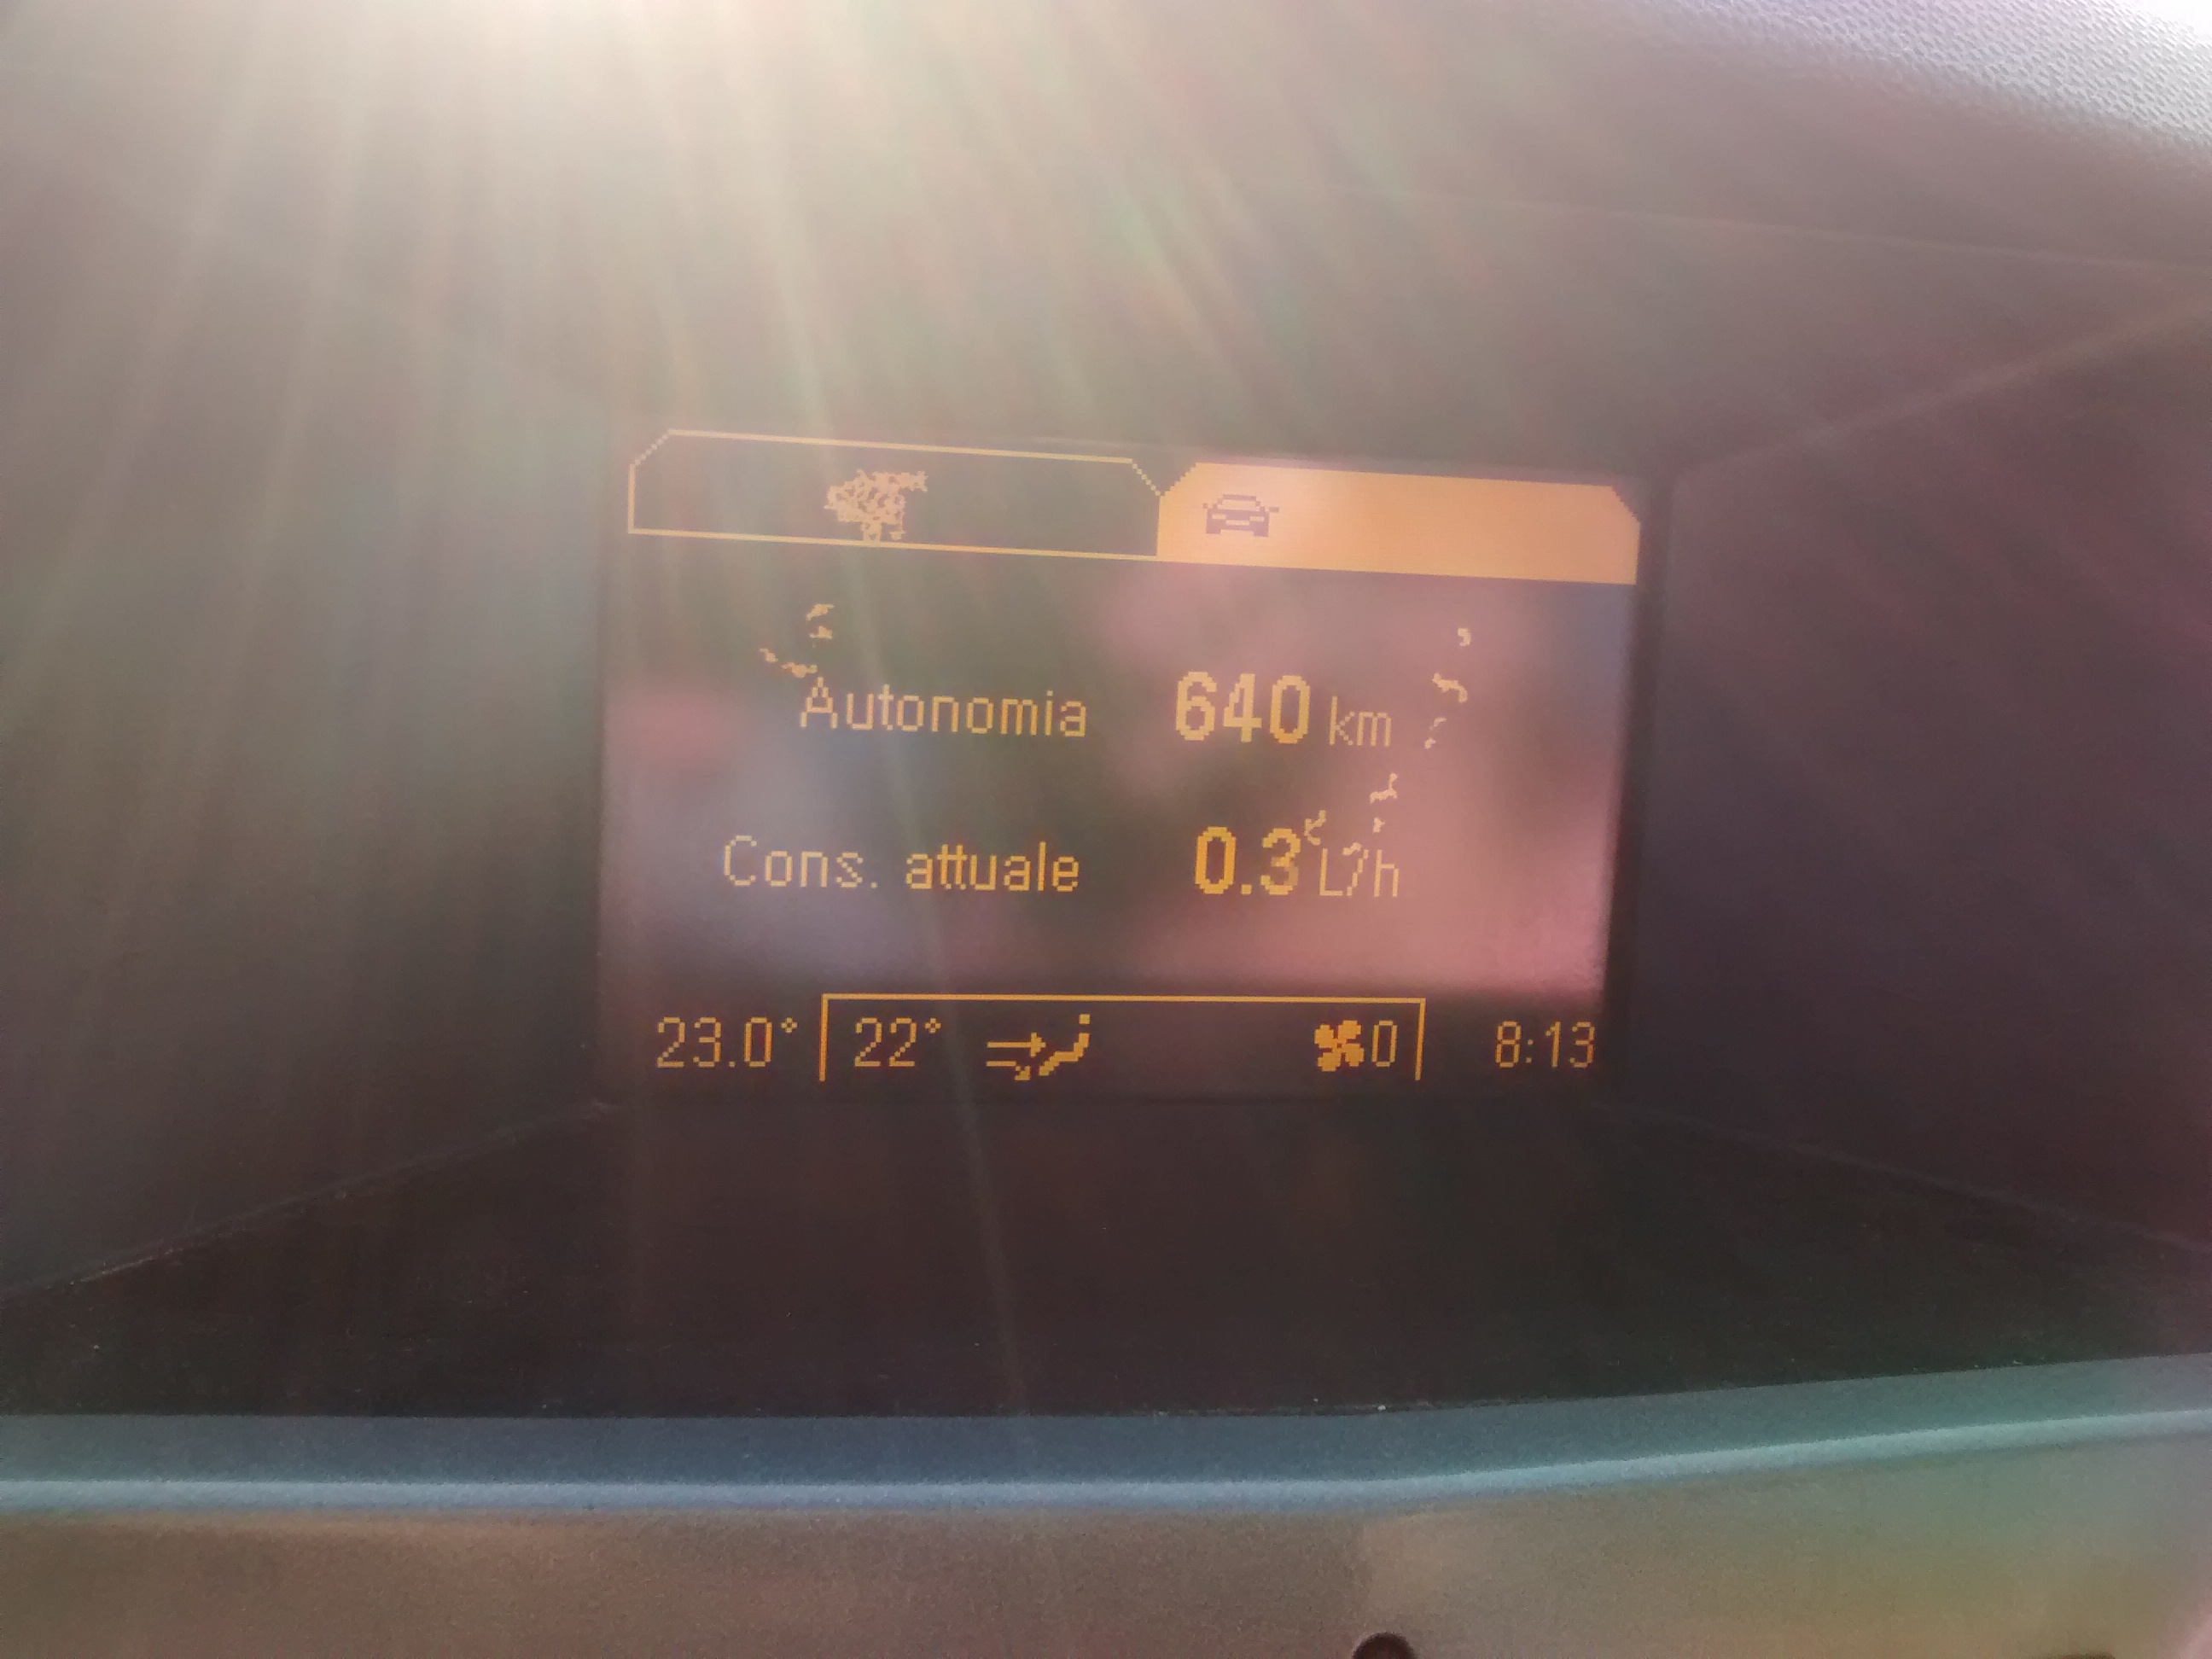 Autonomia 640 km
Cons. attuale 0.3 L/h
23.0° 22° 0 8:13